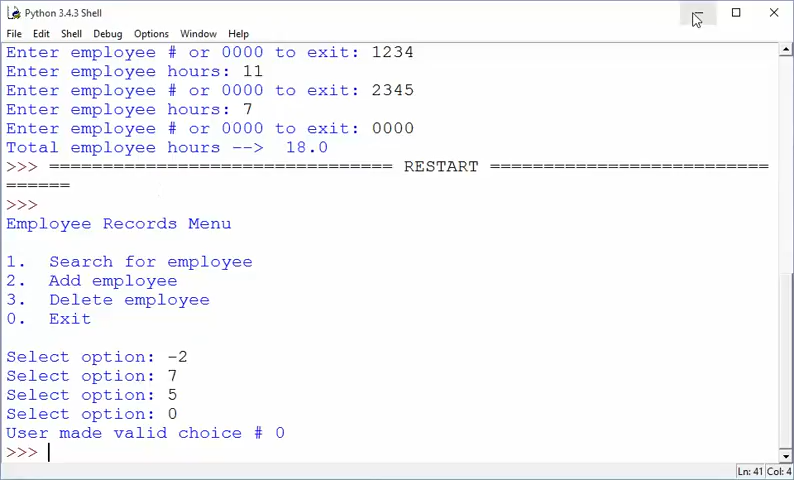 Python 3.4.3 Shell
File Edit Shell Debug Options Window Help
Enter employee # or 0000 to exit: 1234
Enter employee hours: 11
Enter employee # or 0000 to exit: 2345
Enter employee hours: 7
Enter employee # or 0000 to exit: 0000
Total employee hours -->  18.0
>>> ================================ RESTART ==========================
======
>>>
Employee Records Menu
1.  Search for employee
2.  Add employee
3.  Delete employee
0.  Exit
Select option: -2
Select option: 7
Select option: 5
Select option: 0
User made valid choice # 0
>>>
Ln: 41 Col: 4